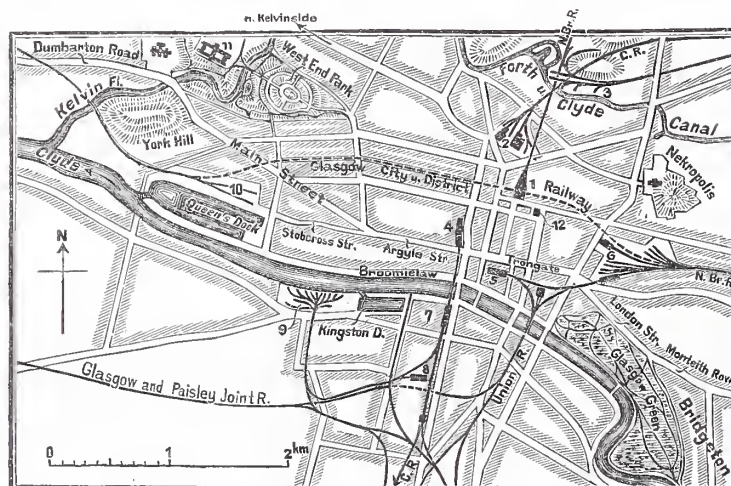 n. Kelvinside
Dumbarton Road
11
West End Park
N. Br. R.
C. R.
Forth u.
Clyde
3
Canal
Kelvin Fl.
York Hill
2
Nekropolis
Clyde
Main Street
Glasgow
City u. District
1
Railway
10
Queen's Dock
12
Stobcross Str.
Argyle Str.
4
Trongate
6
N
Broomielaw
5
N. Br. R.
9
Kingston D.
7
London Str.
Monteith Row
Glasgow Green
Glasgow and Paisley Joint R.
8
Union R.
Bridgeton
0 1 2 km
C. R.